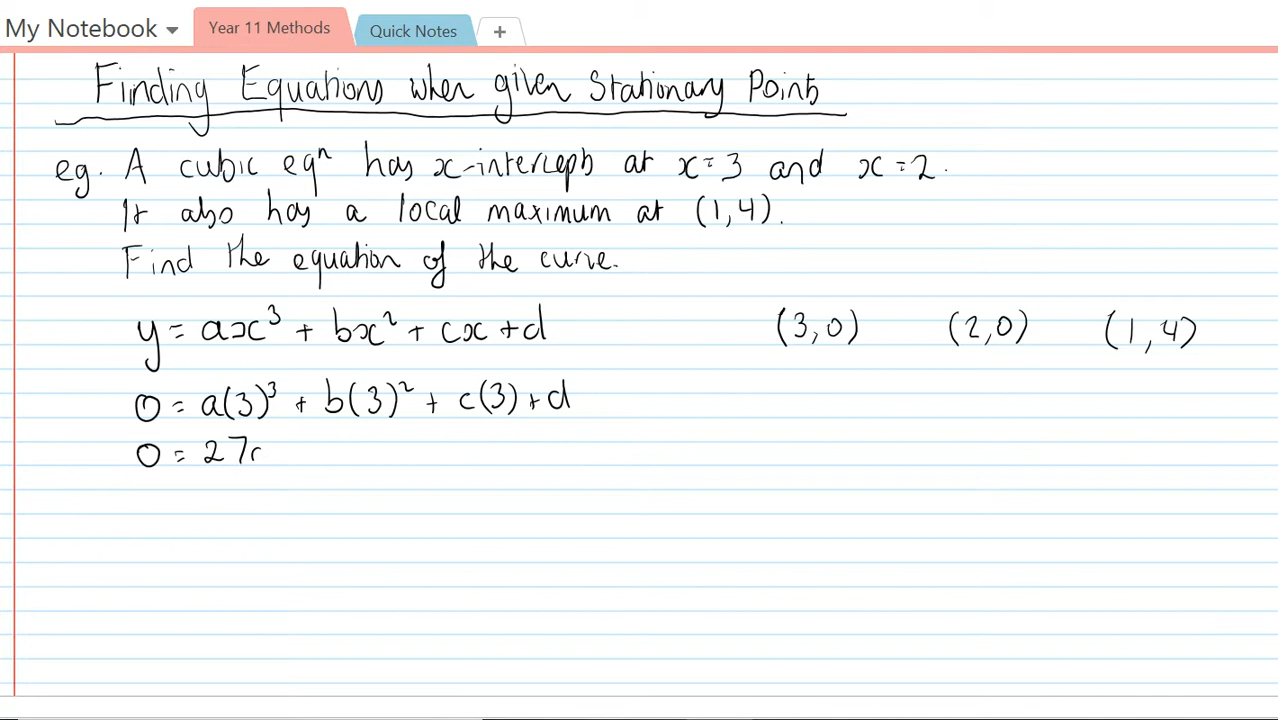 My Notebook Year 11 Methods Quick Notes +
Finding Equations when given Stationary Points
eg. A cubic eqⁿ has x-intercepts at x=3 and x=2.
It also has a local maximum at (1,4).
Find the equation of the curve.
y = ax³ + bx² + cx + d (3,0) (2,0) (1,4)
0 = a(3)³ + b(3)² + c(3) + d
0 = 27